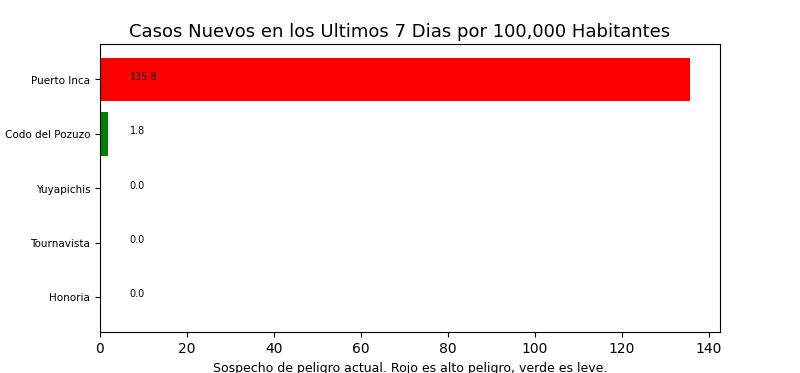 Casos Nuevos en los Ultimos 7 Dias por 100,000 Habitantes
Puerto Inca 135.8
Codo del Pozuzo 1.8
Yuyapichis 0.0
Tournavista 0.0
Honoria 0.0
0 20 40 60 80 100 120 140
Sospecho de peligro actual. Rojo es alto peligro, verde es leve.